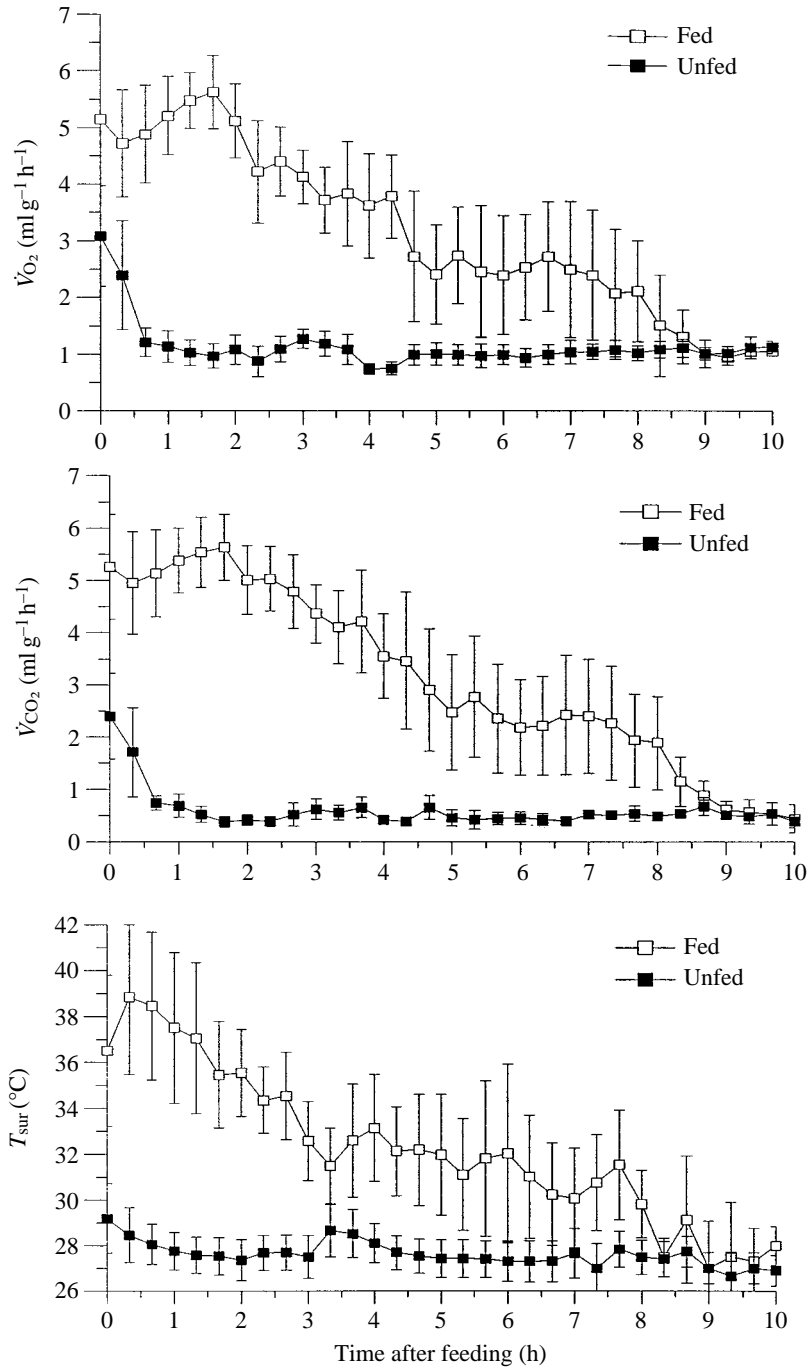 7
Fed
6
Unfed
5
4
3
2
1
0
V̇O₂ (ml g⁻¹ h⁻¹)
0 1 2 3 4 5 6 7 8 9 10
7
Fed
6
Unfed
5
4
3
2
1
0
V̇CO₂ (ml g⁻¹ h⁻¹)
0 1 2 3 4 5 6 7 8 9 10
42
Fed
40
Unfed
38
36
34
32
30
28
26
Tsur (°C)
0 1 2 3 4 5 6 7 8 9 10
Time after feeding (h)